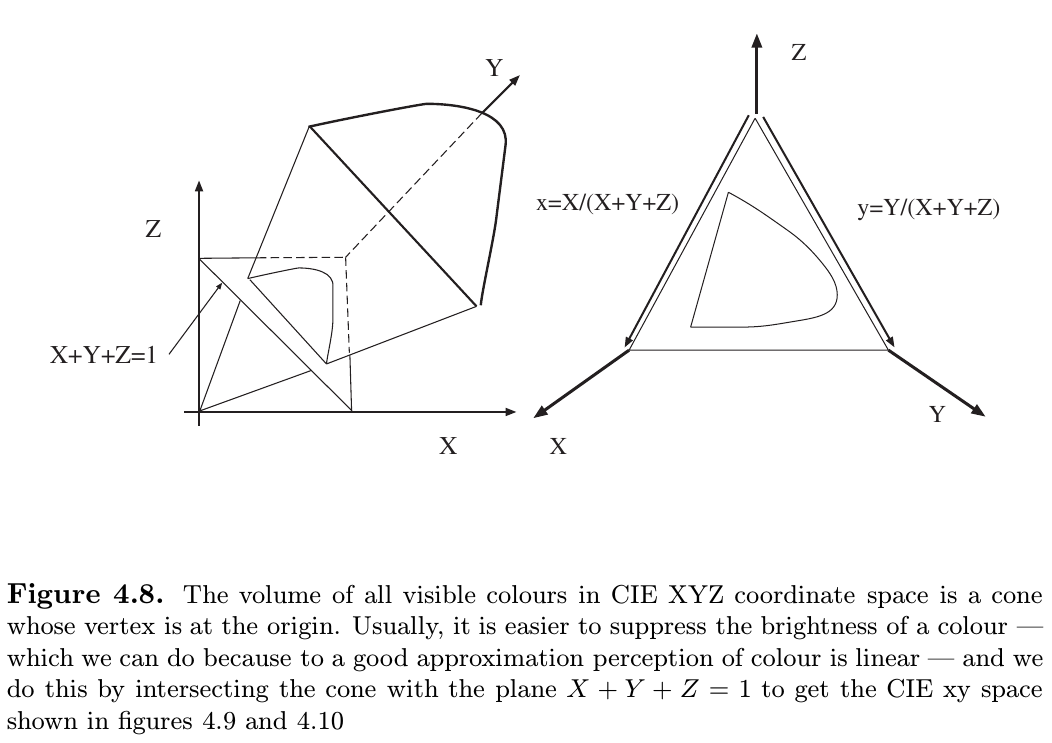 Y
Z
X+Y+Z=1
X
Z
x=X/(X+Y+Z)
y=Y/(X+Y+Z)
Y
X
Figure 4.8. The volume of all visible colours in CIE XYZ coordinate space is a cone
whose vertex is at the origin. Usually, it is easier to suppress the brightness of a colour —
which we can do because to a good approximation perception of colour is linear — and we
do this by intersecting the cone with the plane X + Y + Z = 1 to get the CIE xy space
shown in figures 4.9 and 4.10